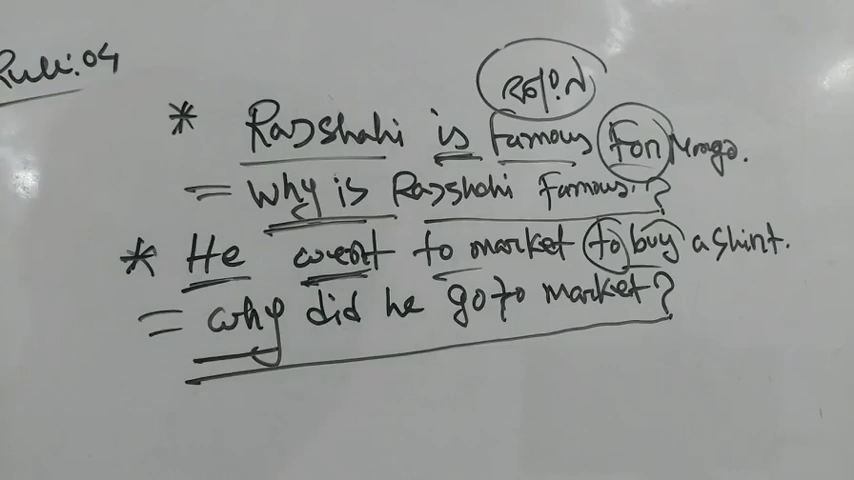 Rule:04
কারন
* Rajshahi is Famous For Mango.
= Why is Rajshahi Famous?
* He went to market to buy a shirt.
= why did he go to market?